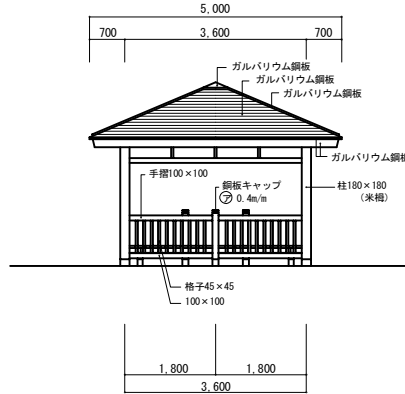 5,000
700 3,600 700
ガルバリウム鋼板
ガルバリウム鋼板
ガルバリウム鋼板
ガルバリウム鋼板
手摺100×100
銅板キャップ
㋐ 0.4m/m
柱180×180
(米栂)
格子45×45
100×100
1,800 1,800
3,600